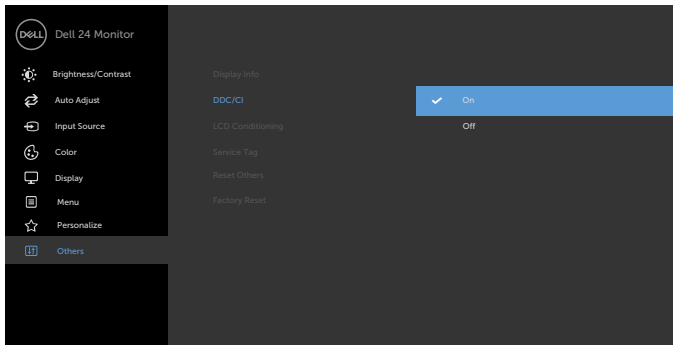 DELL
Dell 24 Monitor
Brightness/Contrast
Auto Adjust
Input Source
Color
Display
Menu
Personalize
Others
Display Info
DDC/CI
LCD Conditioning
Service Tag
Reset Others
Factory Reset
On
Off